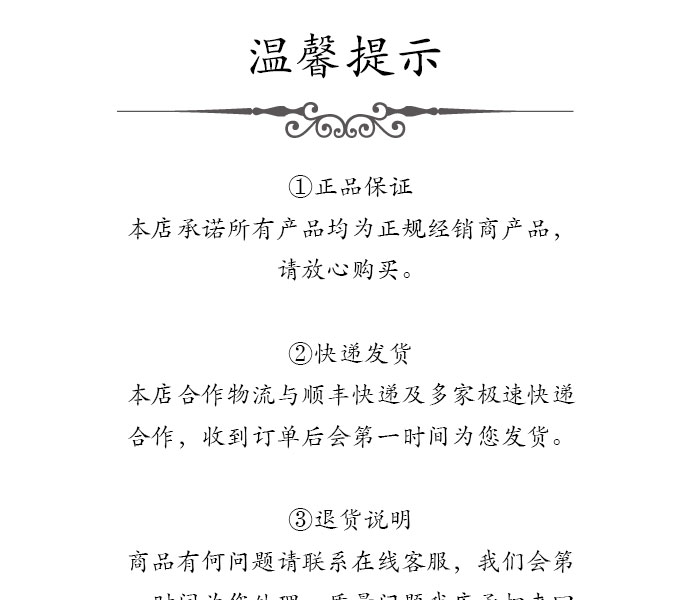 温馨提示
①正品保证
本店承诺所有产品均为正规经销商产品，
请放心购买。
②快递发货
本店合作物流与顺丰快递及多家极速快递
合作，收到订单后会第一时间为您发货。
③退货说明
商品有何问题请联系在线客服，我们会第